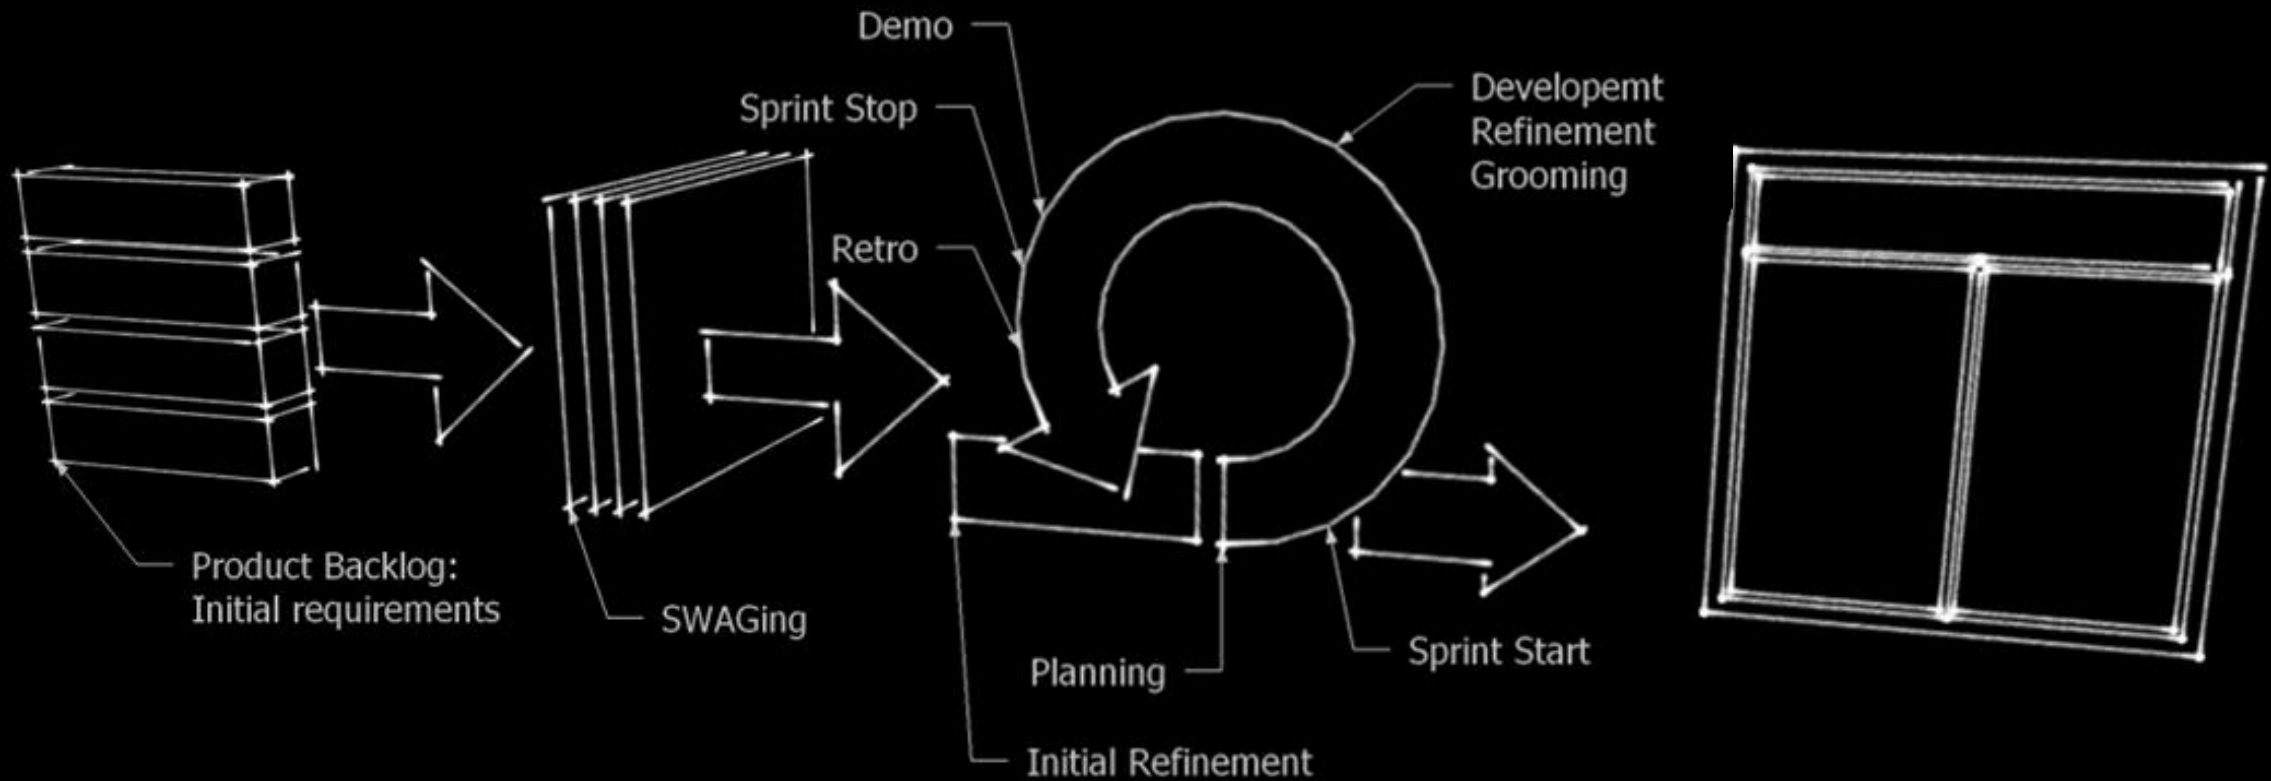 Demo
Sprint Stop
Retro
Developemt
Refinement
Grooming
Product Backlog:
Initial requirements
SWAGing
Planning
Sprint Start
Initial Refinement